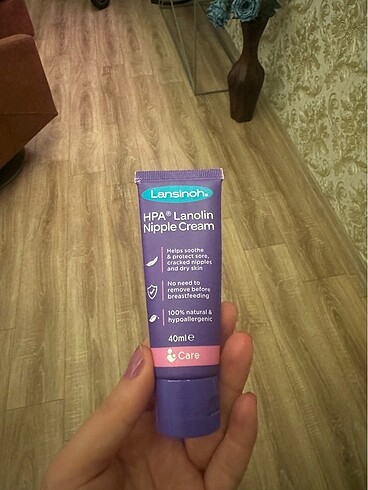 Lansinoh®
HPA® Lanolin
Nipple Cream
Helps soothe
& protect sore,
cracked nipples
and dry skin
No need to
remove before
breastfeeding
100% natural &
hypoallergenic
40ml ℮
Care